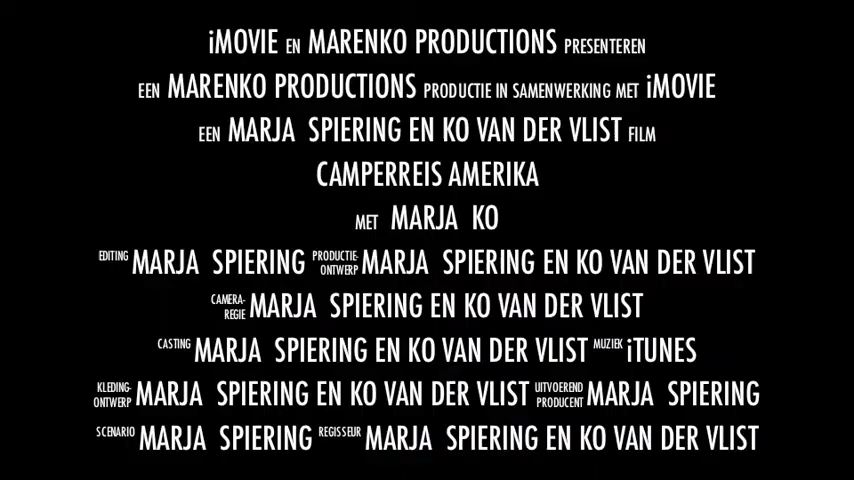 iMOVIE EN MARENKO PRODUCTIONS PRESENTEREN
EEN MARENKO PRODUCTIONS PRODUCTIE IN SAMENWERKING MET iMOVIE
EEN MARJA SPIERING EN KO VAN DER VLIST FILM
CAMPERREIS AMERIKA
MET MARJA KO
EDITING MARJA SPIERING PRODUCTIE-ONTWERP MARJA SPIERING EN KO VAN DER VLIST
CAMERA-REGIE MARJA SPIERING EN KO VAN DER VLIST
CASTING MARJA SPIERING EN KO VAN DER VLIST MUZIEK iTUNES
KLEDING-ONTWERP MARJA SPIERING EN KO VAN DER VLIST UITVOEREND PRODUCENT MARJA SPIERING
SCENARIO MARJA SPIERING REGISSEUR MARJA SPIERING EN KO VAN DER VLIST